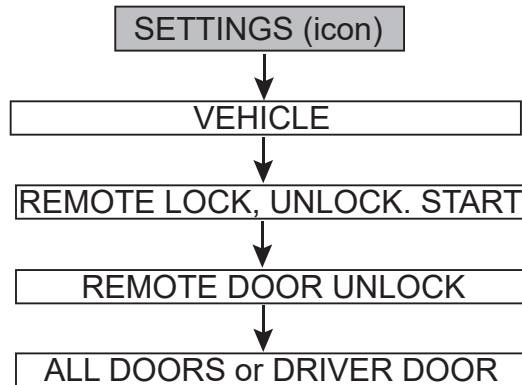 SETTINGS (icon)
VEHICLE
REMOTE LOCK, UNLOCK. START
REMOTE DOOR UNLOCK
ALL DOORS or DRIVER DOOR